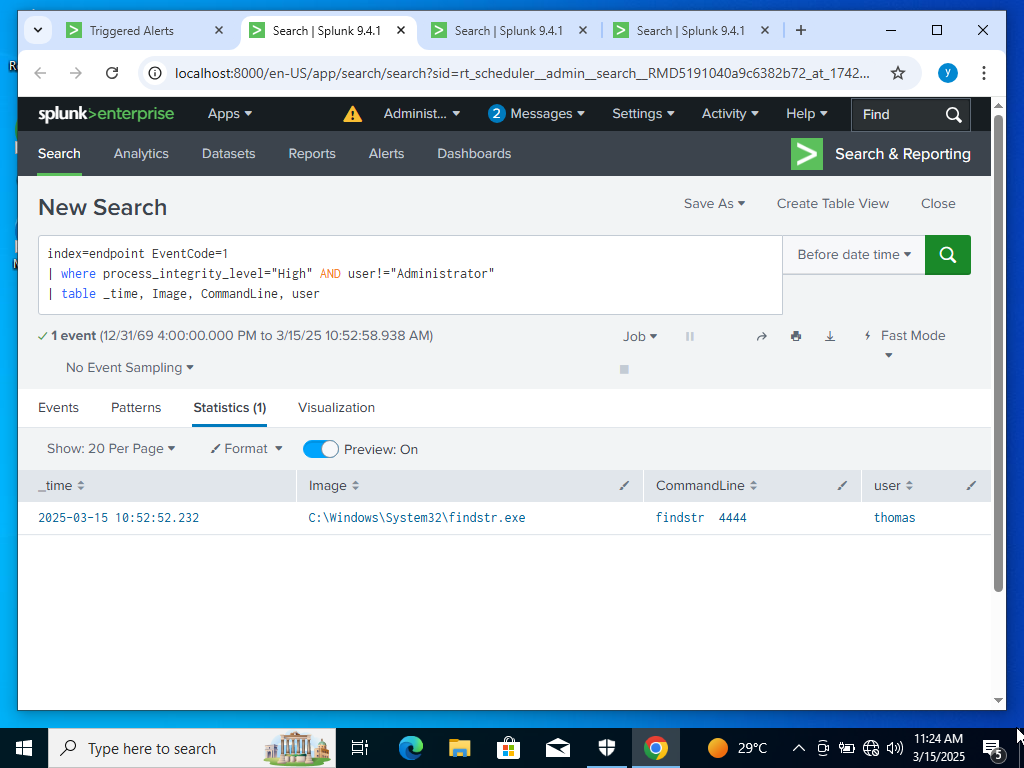 Triggered Alerts
Search | Splunk 9.4.1
Search | Splunk 9.4.1
Search | Splunk 9.4.1
localhost:8000/en-US/app/search/search?sid=rt_scheduler__admin__search__RMD5191040a9c6382b72_at_1742...
y
splunk>enterprise
Apps
Administ...
2 Messages
Settings
Activity
Help
Find
Search
Analytics
Datasets
Reports
Alerts
Dashboards
Search & Reporting
New Search
Save As
Create Table View
Close
index=endpoint EventCode=1
| where process_integrity_level="High" AND user!="Administrator"
| table _time, Image, CommandLine, user
Before date time
1 event (12/31/69 4:00:00.000 PM to 3/15/25 10:52:58.938 AM)
Job
Fast Mode
No Event Sampling
Events
Patterns
Statistics (1)
Visualization
Show: 20 Per Page
Format
Preview: On
_time
Image
CommandLine
user
2025-03-15 10:52:52.232
C:\Windows\System32\findstr.exe
findstr  4444
thomas
Type here to search
29°C
11:24 AM
3/15/2025
5